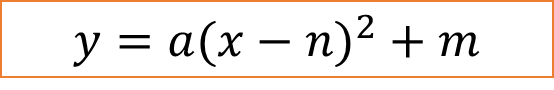 y = a(x − n)² + m